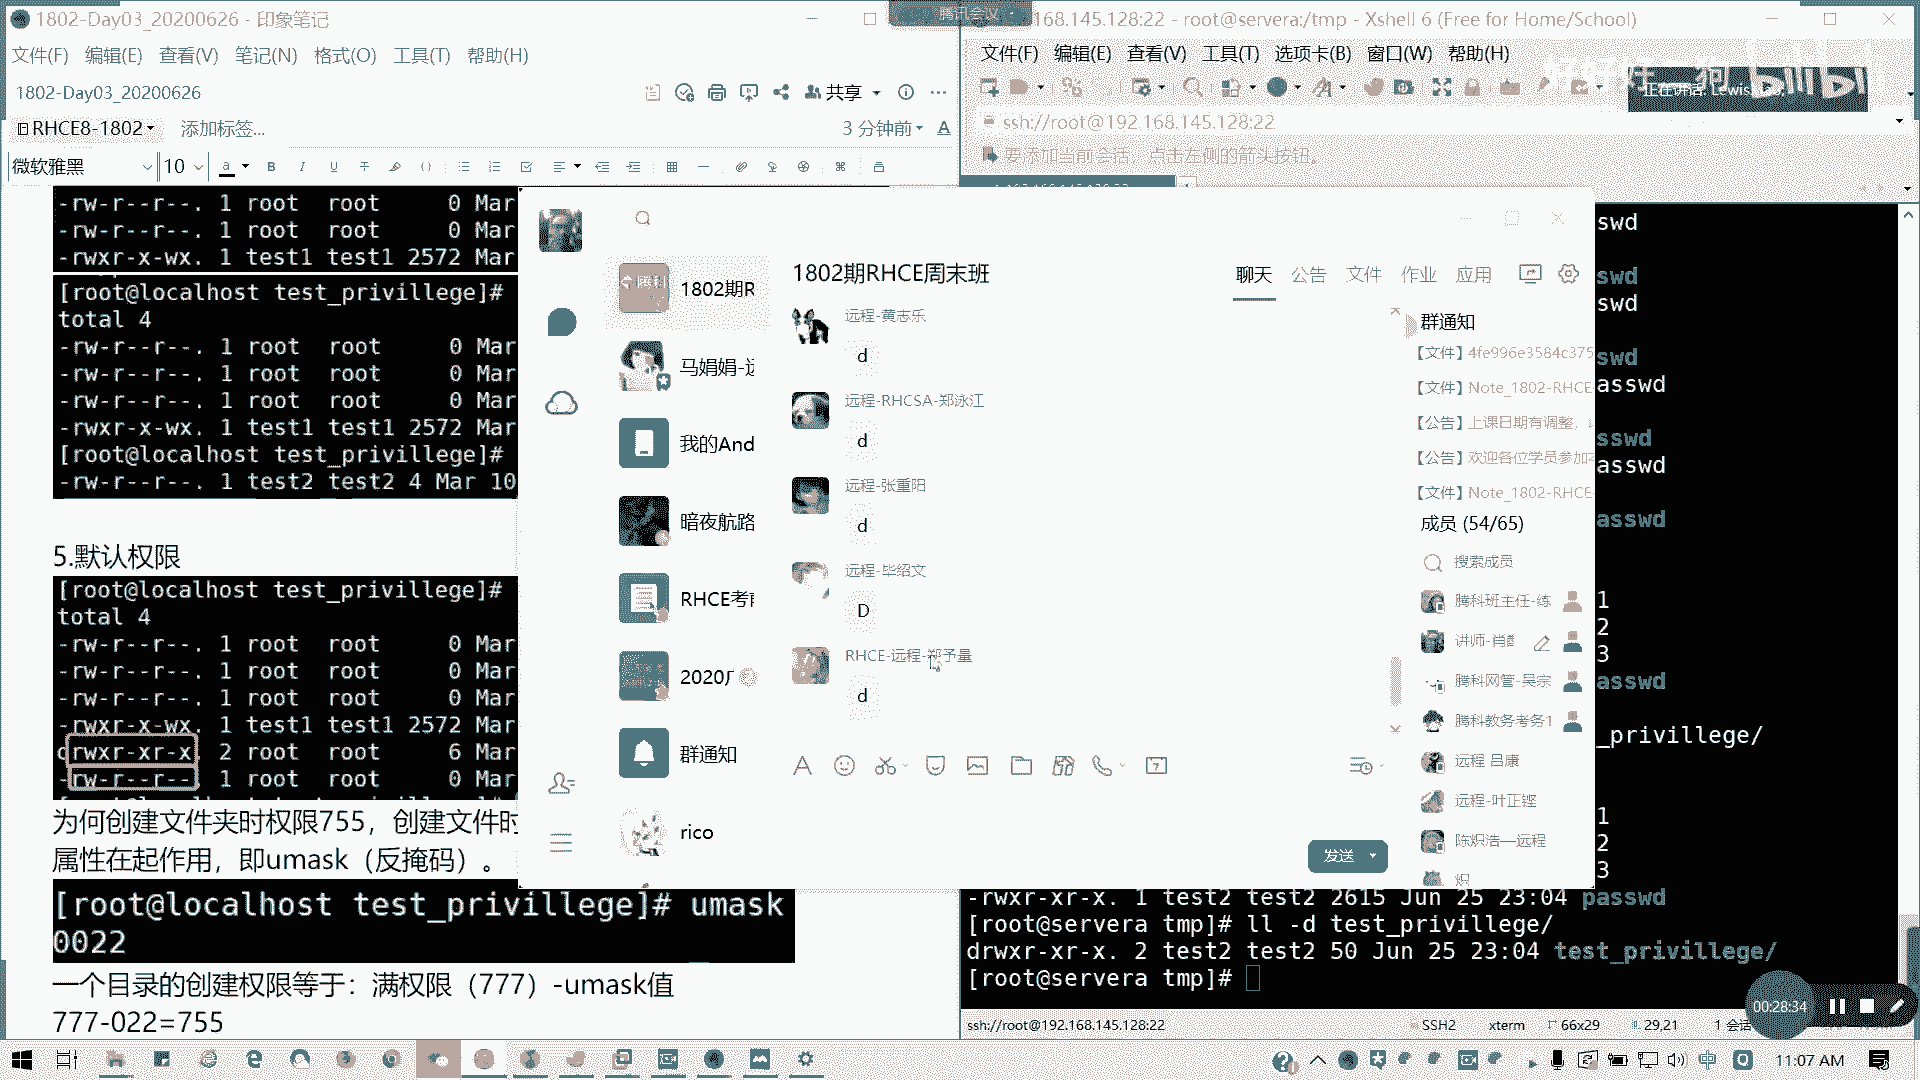 1802-Day03_20200626 - 印象笔记
文件(F) 编辑(E) 查看(V) 笔记(N) 格式(O) 工具(T) 帮助(H)
1802-Day03_20200626
共享
RHCE8-1802
添加标签...
3 分钟前
微软雅黑
10
-rw-r--r--. 1 root root 0 Mar
-rw-r--r--. 1 root root 0 Mar
-rwxr-x-wx. 1 test1 test1 2572 Mar
[root@localhost test_privillege]#
total 4
-rw-r--r--. 1 root root 0 Mar
-rw-r--r--. 1 root root 0 Mar
-rw-r--r--. 1 root root 0 Mar
-rwxr-x-wx. 1 test1 test1 2572 Mar
[root@localhost test_privillege]#
-rw-r--r--. 1 test2 test2 4 Mar 10
5.默认权限
[root@localhost test_privillege]#
total 4
-rw-r--r--. 1 root root 0 Mar
-rw-r--r--. 1 root root 0 Mar
-rw-r--r--. 1 root root 0 Mar
-rwxr-x-wx. 1 test1 test1 2572 Mar
drwxr-xr-x. 2 root root 6 Mar
-rw-r--r--. 1 root root 0 Mar
为何创建文件夹时权限755，创建文件时
属性在起作用，即umask（反掩码）。
[root@localhost test_privillege]# umask
0022
一个目录的创建权限等于：满权限（777）-umask值
777-022=755
腾讯会议
1802期R
马娟娟-远
我的And
暗夜航路
RHCE考前
2020广
群通知
rico
1802期RHCE周末班
聊天 公告 文件 作业 应用
远程-黄志乐
d
远程-RHCSA-郑泳江
d
远程-张重阳
d
远程-毕绍文
D
RHCE-远程-郑予量
d
发送
群通知
【文件】4fe996e3584c375
【文件】Note_1802-RHCE
【公告】上课日期有调整，
【公告】欢迎各位学员参加
【文件】Note_1802-RHCE
成员 (54/65)
搜索成员
腾科班主任-练
讲师-肖
腾科网管-吴宗
腾科教务考务1
远程 吕康
远程-叶正铿
陈炽浩—远程
炽
168.145.128:22 - root@servera:/tmp - Xshell 6 (Free for Home/School)
文件(F) 编辑(E) 查看(V) 工具(T) 选项卡(B) 窗口(W) 帮助(H)
正在讲话: Lewis
bilibili
ssh://root@192.168.145.128:22
要添加当前会话，点击左侧的箭头按钮。
swd
swd
swd
swd
asswd
sswd
asswd
asswd
1
2
3
asswd
_privillege/
1
2
3
-rwxr-xr-x. 1 test2 test2 2615 Jun 25 23:04 passwd
[root@servera tmp]# ll -d test_privillege/
drwxr-xr-x. 2 test2 test2 50 Jun 25 23:04 test_privillege/
[root@servera tmp]#
00:28:34
ssh://root@192.168.145.128:22
SSH2
xterm
66x29
29,21
1 会话
中
11:07 AM